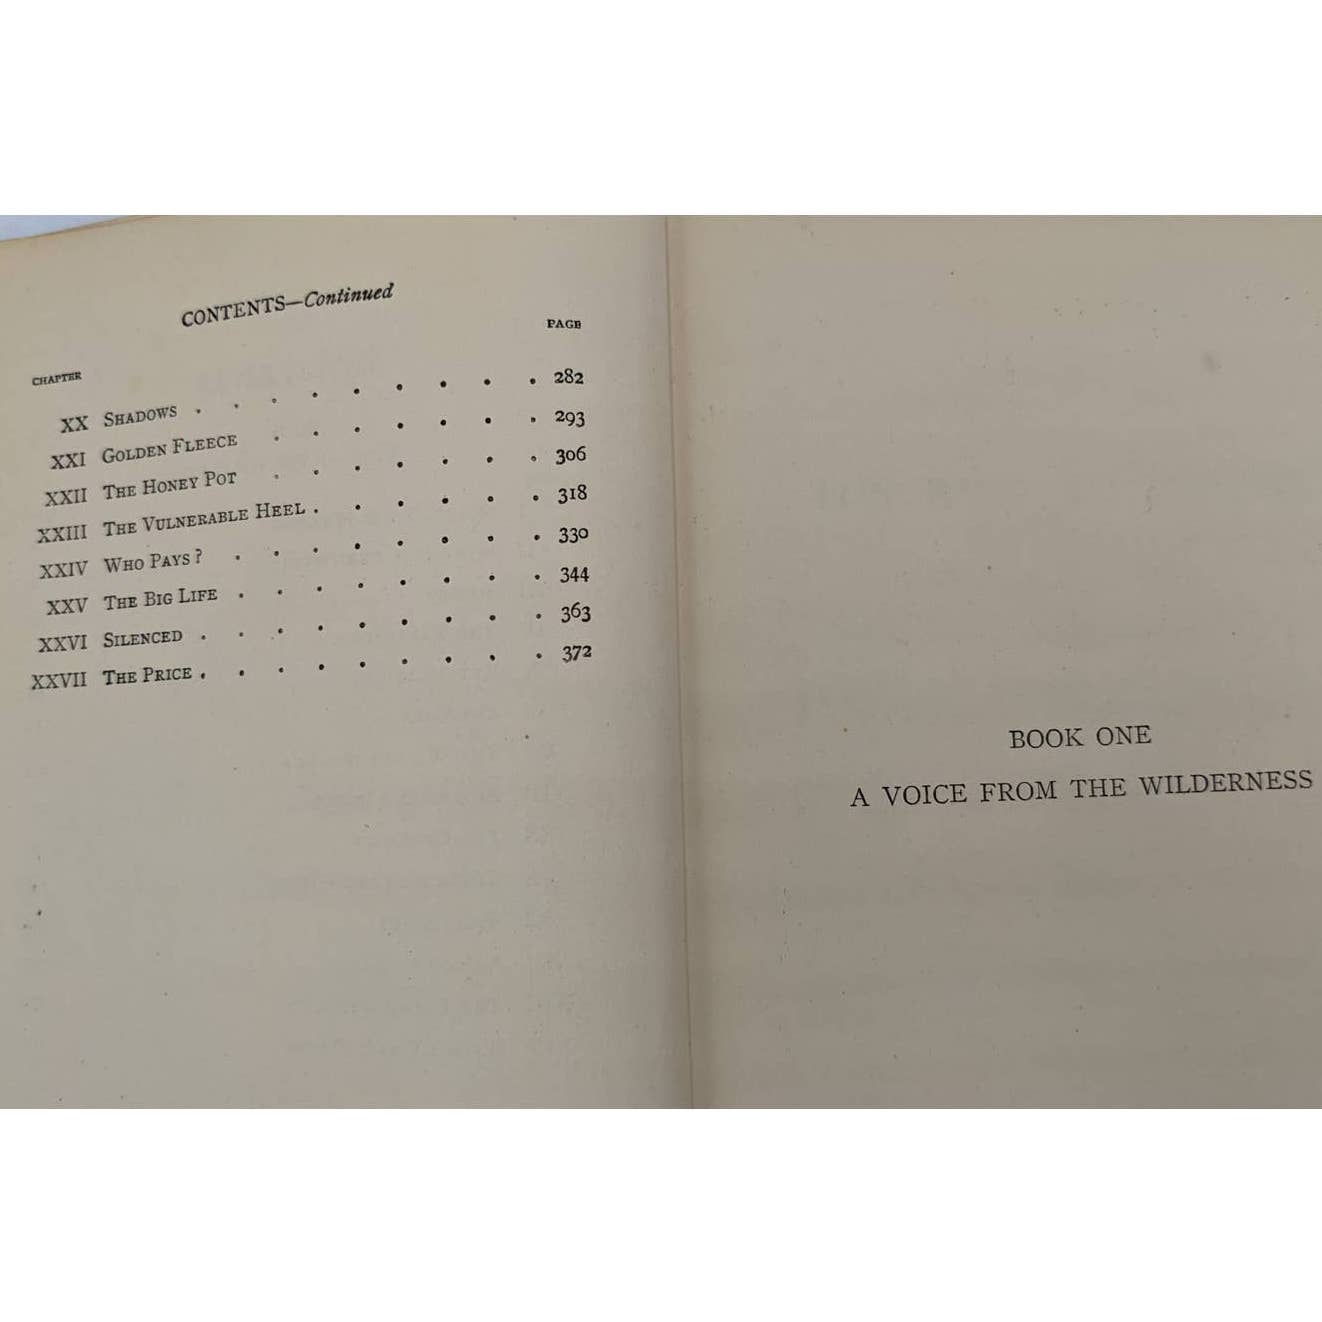 CONTENTS—Continued
CHAPTER PAGE
XX SHADOWS . . . . . . . . . 282
XXI GOLDEN FLEECE . . . . . . . 293
XXII THE HONEY POT . . . . . . . 306
XXIII THE VULNERABLE HEEL . . . . . . 318
XXIV WHO PAYS? . . . . . . . . 330
XXV THE BIG LIFE . . . . . . . . 344
XXVI SILENCED . . . . . . . . . 363
XXVII THE PRICE . . . . . . . . . 372
BOOK ONE
A VOICE FROM THE WILDERNESS